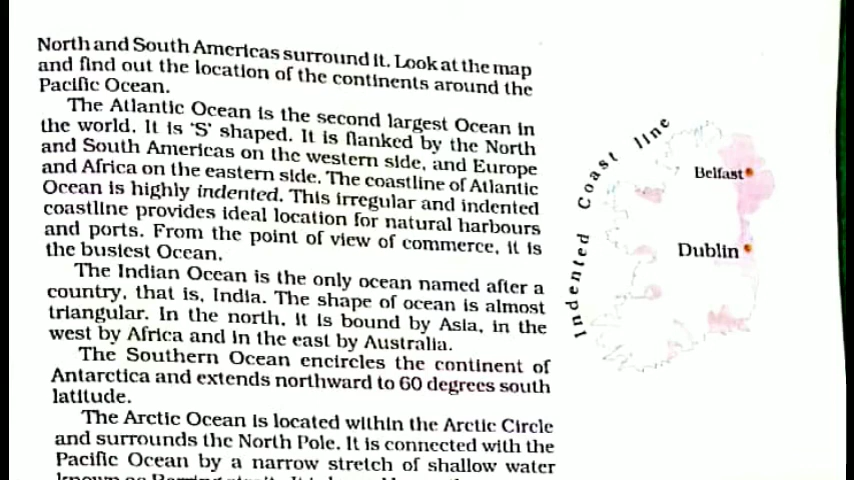 North and South Americas surround it. Look at the map
and find out the location of the continents around the
Pacific Ocean.
The Atlantic Ocean is the second largest Ocean in
the world. It is 'S' shaped. It is flanked by the North
and South Americas on the western side, and Europe
and Africa on the eastern side. The coastline of Atlantic
Ocean is highly indented. This irregular and indented
coastline provides ideal location for natural harbours
and ports. From the point of view of commerce, it is
the busiest Ocean.
The Indian Ocean is the only ocean named after a
country, that is, India. The shape of ocean is almost
triangular. In the north, it is bound by Asia, in the
west by Africa and in the east by Australia.
The Southern Ocean encircles the continent of
Antarctica and extends northward to 60 degrees south
latitude.
The Arctic Ocean is located within the Arctic Circle
and surrounds the North Pole. It is connected with the
Pacific Ocean by a narrow stretch of shallow water
Indented Coast line
Belfast
Dublin